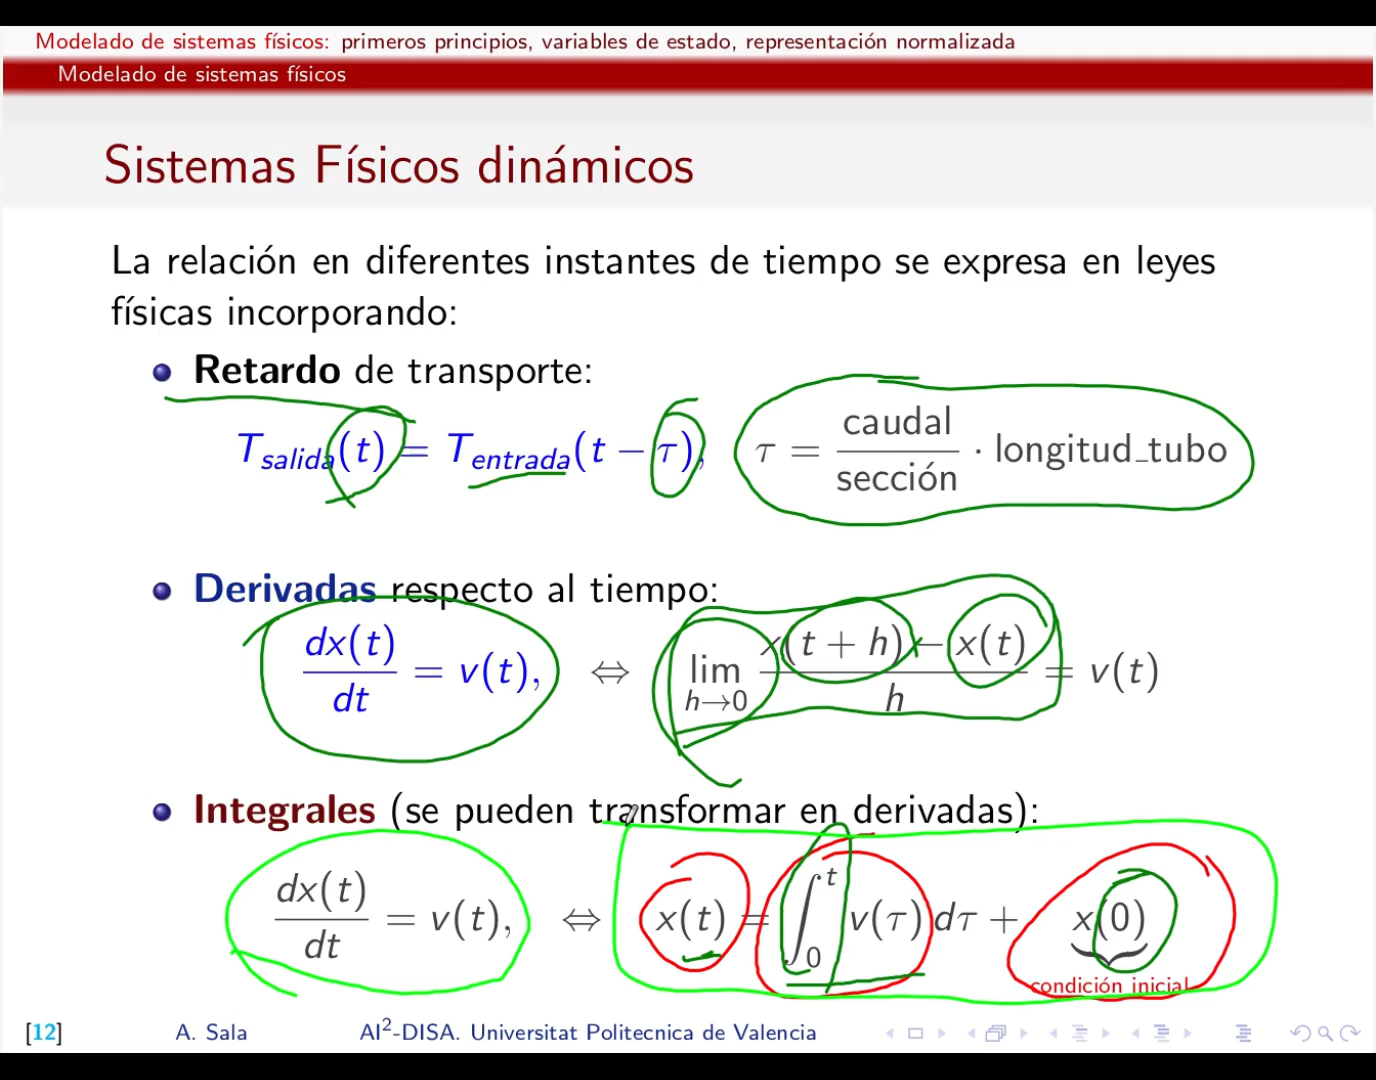 Modelado de sistemas físicos: primeros principios, variables de estado, representación normalizada
Modelado de sistemas físicos
Sistemas Físicos dinámicos
La relación en diferentes instantes de tiempo se expresa en leyes
físicas incorporando:
Retardo de transporte:
T_salida(t) = T_entrada(t − τ), τ = caudal/sección · longitud_tubo
Derivadas respecto al tiempo:
dx(t)/dt = v(t), ⇔ lim_{h→0} x(t + h) − x(t)/h = v(t)
Integrales (se pueden transformar en derivadas):
dx(t)/dt = v(t), ⇔ x(t) = ∫_0^t v(τ) dτ + x(0)
condición inicial
[12] A. Sala AI²-DISA. Universitat Politecnica de Valencia